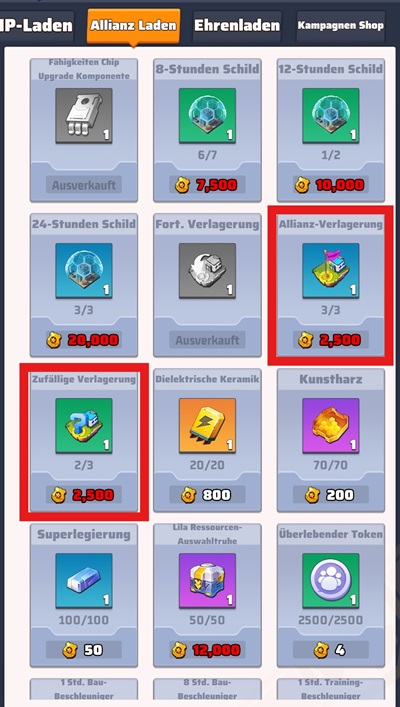 IP-Laden Allianz Laden Ehrenladen Kampagnen Shop
Fähigkeiten Chip
Upgrade Komponente
1
Ausverkauft
8-Stunden Schild
1
6/7
7,500
12-Stunden Schild
1
1/2
10,000
24-Stunden Schild
1
3/3
20,000
Fort. Verlagerung
1
Ausverkauft
Allianz-Verlagerung
1
3/3
2,500
Zufällige Verlagerung
?
1
2/3
2,500
Dielektrische Keramik
1
20/20
800
Kunstharz
1
70/70
200
Superlegierung
1
100/100
50
Lila Ressourcen-
Auswahltruhe
1
50/50
12,000
Überlebender Token
1
2500/2500
4
1 Std. Bau-
Beschleuniger
8 Std. Bau-
Beschleuniger
1 Std. Training-
Beschleuniger